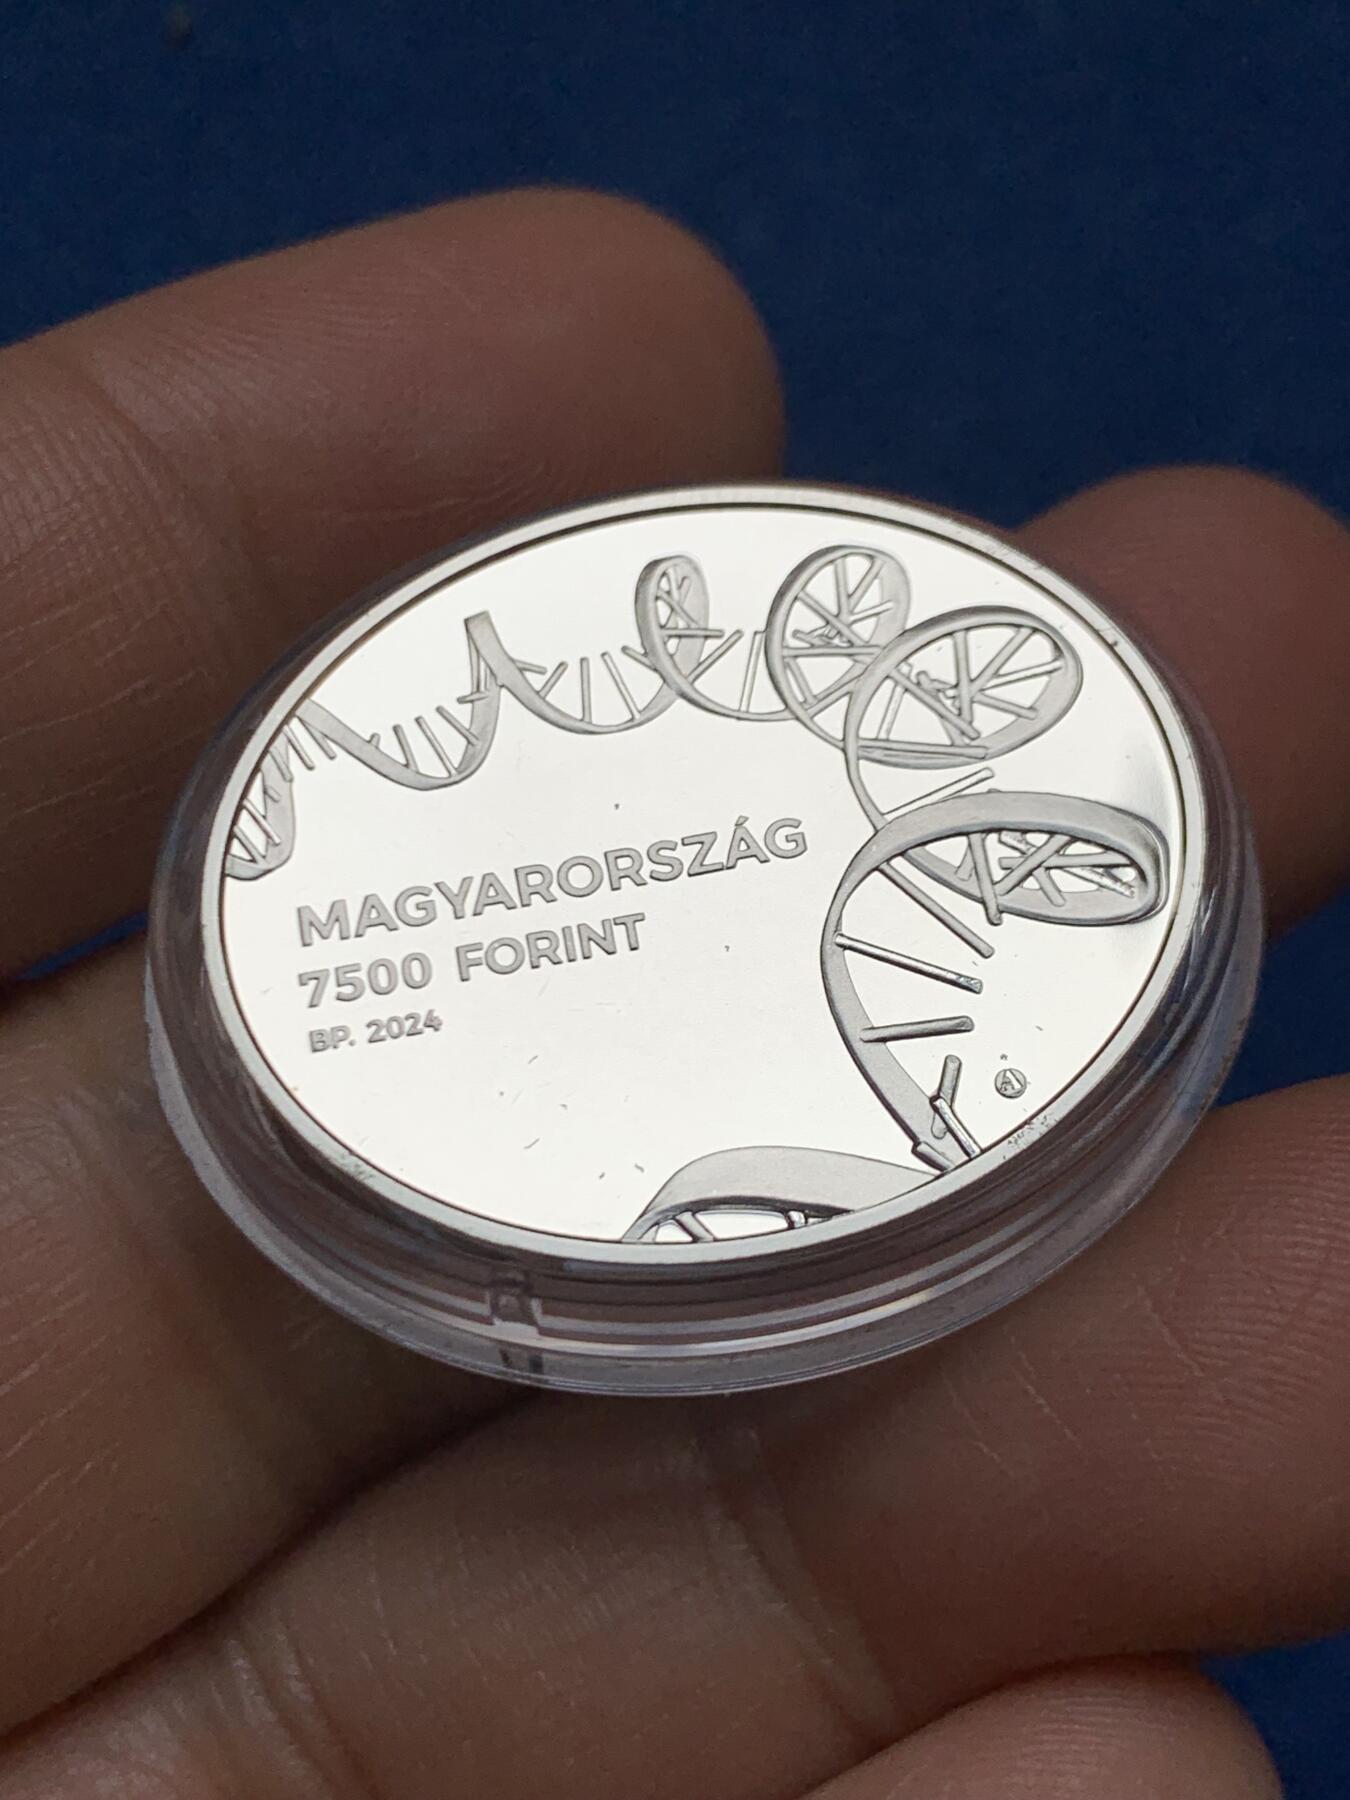 MAGYARORSZÁG
7500 FORINT
BP. 2024